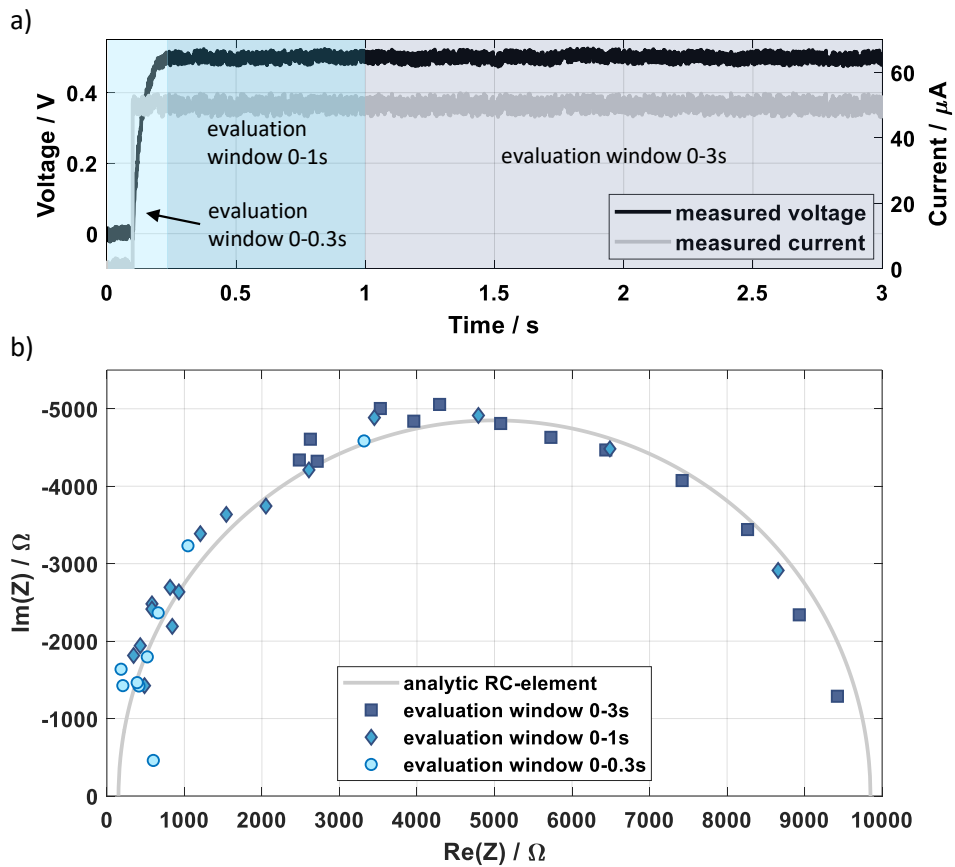 a)
Voltage / V
0.4
0.2
0
evaluation
window 0-1s
evaluation
window 0-0.3s
evaluation window 0-3s
measured voltage
measured current
60
40
20
0
Current / μA
0 0.5 1 1.5 2 2.5 3
Time / s
b)
Im(Z) / Ω
-5000
-4000
-3000
-2000
-1000
0
analytic RC-element
evaluation window 0-3s
evaluation window 0-1s
evaluation window 0-0.3s
0 1000 2000 3000 4000 5000 6000 7000 8000 9000 10000
Re(Z) / Ω